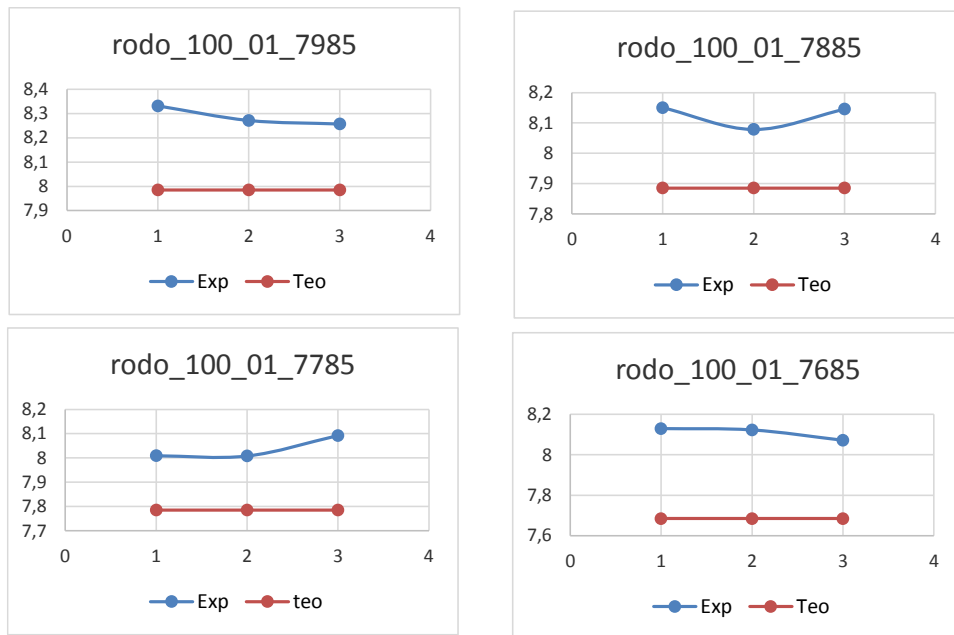 rodo_100_01_7985
8,4
8,3
8,2
8,1
8
7,9
0 1 2 3 4
Exp Teo
rodo_100_01_7885
8,2
8,1
8
7,9
7,8
0 1 2 3 4
Exp Teo
rodo_100_01_7785
8,2
8,1
8
7,9
7,8
7,7
0 1 2 3 4
Exp teo
rodo_100_01_7685
8,2
8
7,8
7,6
0 1 2 3 4
Exp Teo